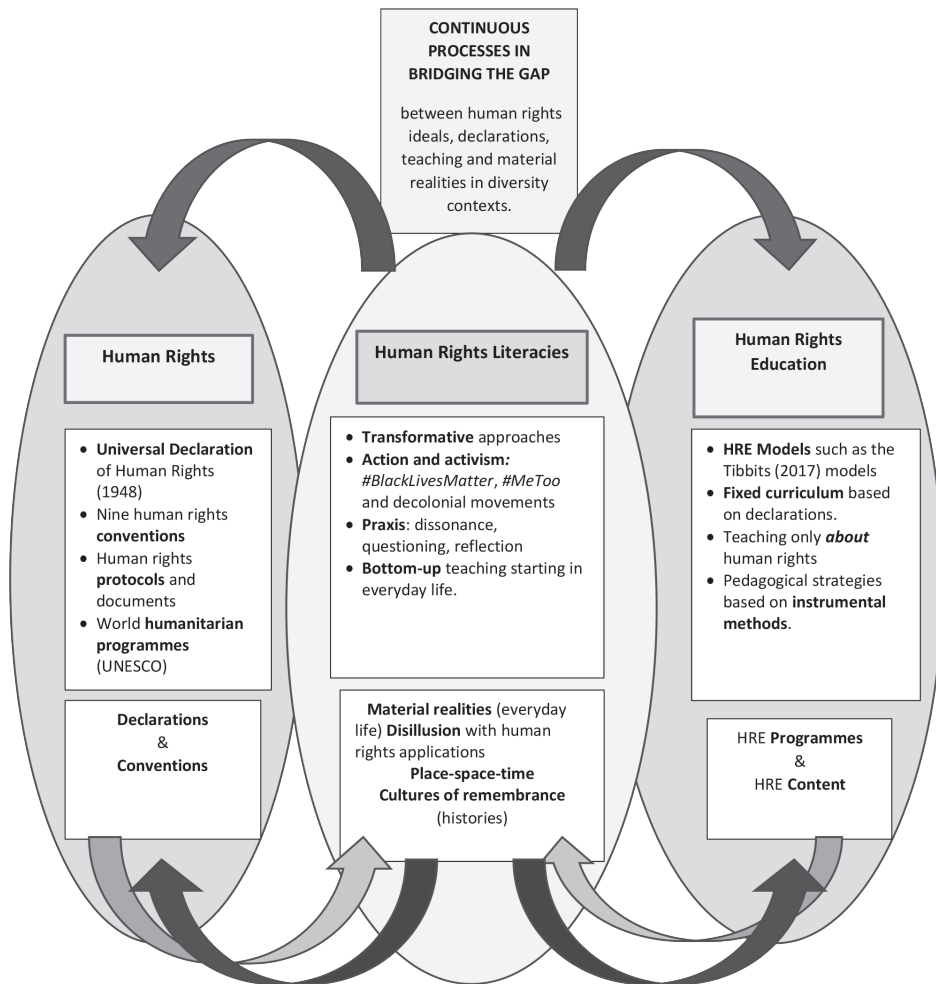 CONTINUOUS
PROCESSES IN
BRIDGING THE GAP
between human rights
ideals, declarations,
teaching and material
realities in diversity
contexts.
Human Rights
• Universal Declaration
of Human Rights
(1948)
• Nine human rights
conventions
• Human rights
protocols and
documents
• World humanitarian
programmes
(UNESCO)
Declarations
&
Conventions
Human Rights Literacies
• Transformative approaches
• Action and activism:
#BlackLivesMatter, #MeToo
and decolonial movements
• Praxis: dissonance,
questioning, reflection
• Bottom-up teaching starting in
everyday life.
Material realities (everyday
life) Disillusion with human
rights applications
Place-space-time
Cultures of remembrance
(histories)
Human Rights
Education
• HRE Models such as the
Tibbits (2017) models
• Fixed curriculum based
on declarations.
• Teaching only about
human rights
• Pedagogical strategies
based on instrumental
methods.
HRE Programmes
&
HRE Content